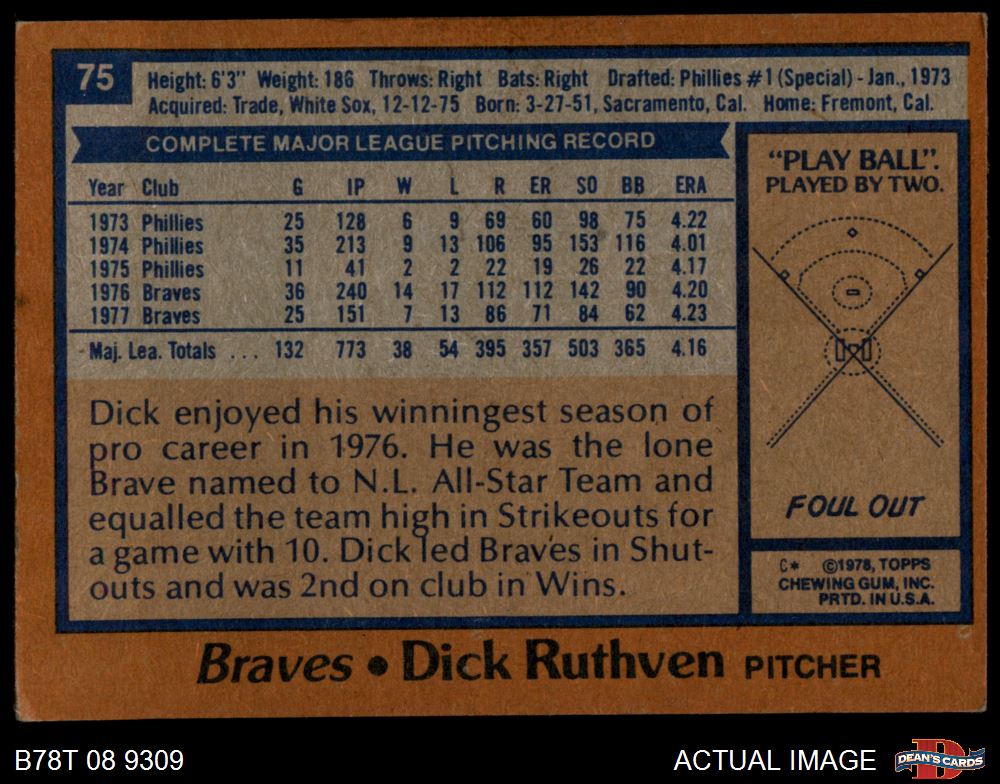 75
Height: 6'3" Weight: 186 Throws: Right Bats: Right Drafted: Phillies #1 (Special) - Jan., 1973
Acquired: Trade, White Sox, 12-12-75 Born: 3-27-51, Sacramento, Cal. Home: Fremont, Cal.
COMPLETE MAJOR LEAGUE PITCHING RECORD
Year Club G IP W L R ER SO BB ERA
1973 Phillies 25 128 6 9 69 60 98 75 4.22
1974 Phillies 35 213 9 13 106 95 153 116 4.01
1975 Phillies 11 41 2 2 22 19 26 22 4.17
1976 Braves 36 240 14 17 112 112 142 90 4.20
1977 Braves 25 151 7 13 86 71 84 62 4.23
Maj. Lea. Totals ... 132 773 38 54 395 357 503 365 4.16
Dick enjoyed his winningest season of
pro career in 1976. He was the lone
Brave named to N.L. All-Star Team and
equalled the team high in Strikeouts for
a game with 10. Dick led Braves in Shut-
outs and was 2nd on club in Wins.
"PLAY BALL".
PLAYED BY TWO.
FOUL OUT
C* ©1978, TOPPS
CHEWING GUM, INC.
PRTD. IN U.S.A.
Braves • Dick Ruthven PITCHER
B78T 08 9309
ACTUAL IMAGE
DEAN'S CARDS